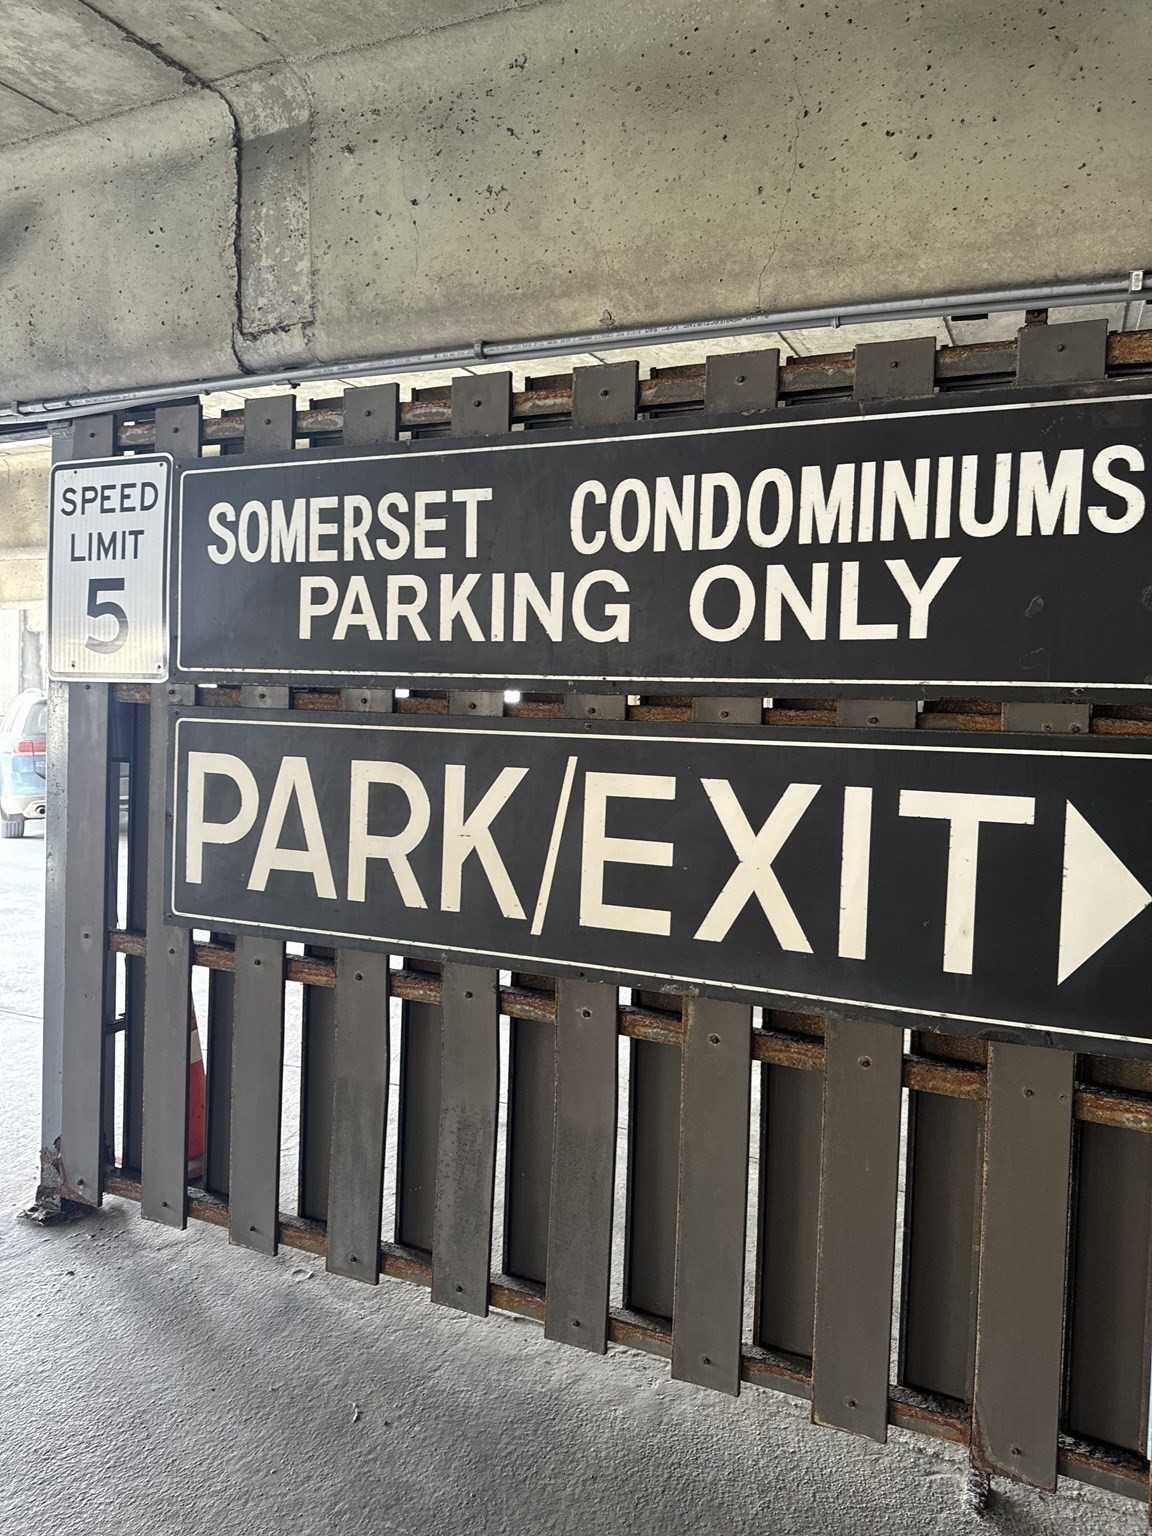 SPEED
LIMIT
5
SOMERSET CONDOMINIUMS
PARKING ONLY
PARK/EXIT